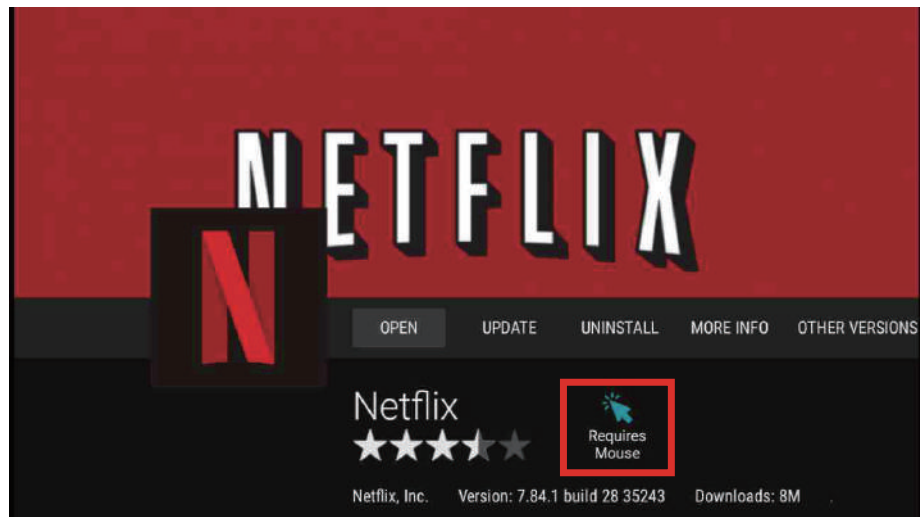 NETFLIX
N
OPEN UPDATE UNINSTALL MORE INFO OTHER VERSIONS
Netflix
Requires
Mouse
Netflix, Inc. Version: 7.84.1 build 28 35243 Downloads: 8M